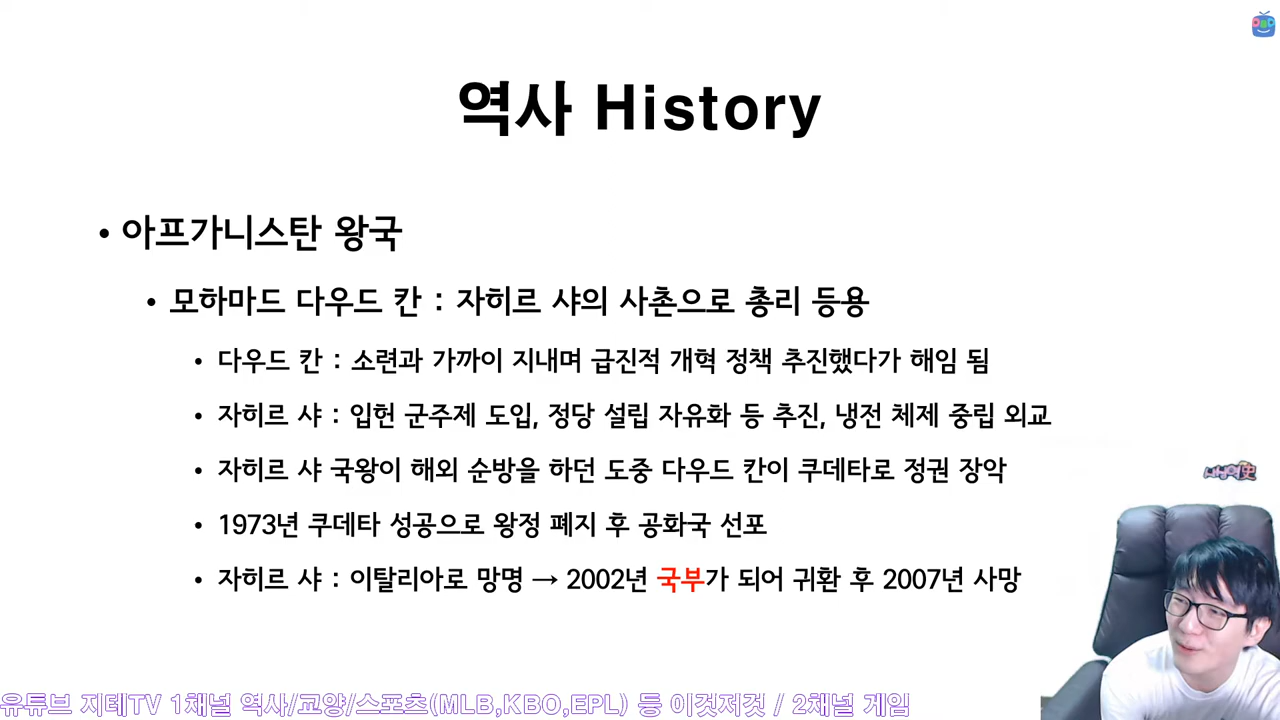 역사 History
• 아프가니스탄 왕국
• 모하마드 다우드 칸 : 자히르 샤의 사촌으로 총리 등용
• 다우드 칸 : 소련과 가까이 지내며 급진적 개혁 정책 추진했다가 해임 됨
• 자히르 샤 : 입헌 군주제 도입, 정당 설립 자유화 등 추진, 냉전 체제 중립 외교
• 자히르 샤 국왕이 해외 순방을 하던 도중 다우드 칸이 쿠데타로 정권 장악
• 1973년 쿠데타 성공으로 왕정 폐지 후 공화국 선포
• 자히르 샤 : 이탈리아로 망명 → 2002년 국부가 되어 귀환 후 2007년 사망
유튜브 지테TV 1채널 역사/교양/스포츠(MLB,KBO,EPL) 등 이것저것 / 2채널 게임